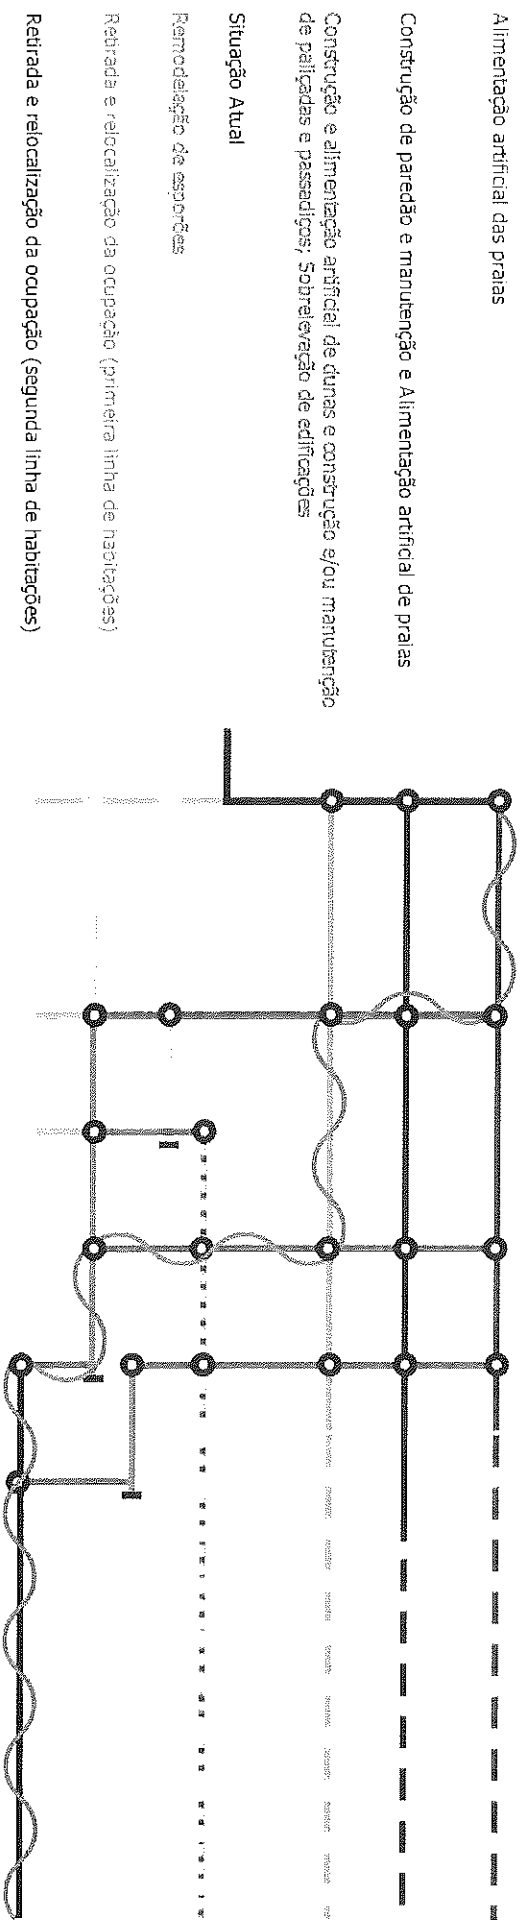 Alimentação artificial das praias
Construção de paredão e manutenção e Alimentação artificial de praias
Construção e alimentação artificial de dunas e construção e/ou manutenção
de paliçadas e passadiços; Sobrelevação de edificações
Situação Atual
Remodelação de esporões
Retirada e relocalização da ocupação (primeira linha de habitações)
Retirada e relocalização da ocupação (segunda linha de habitações)